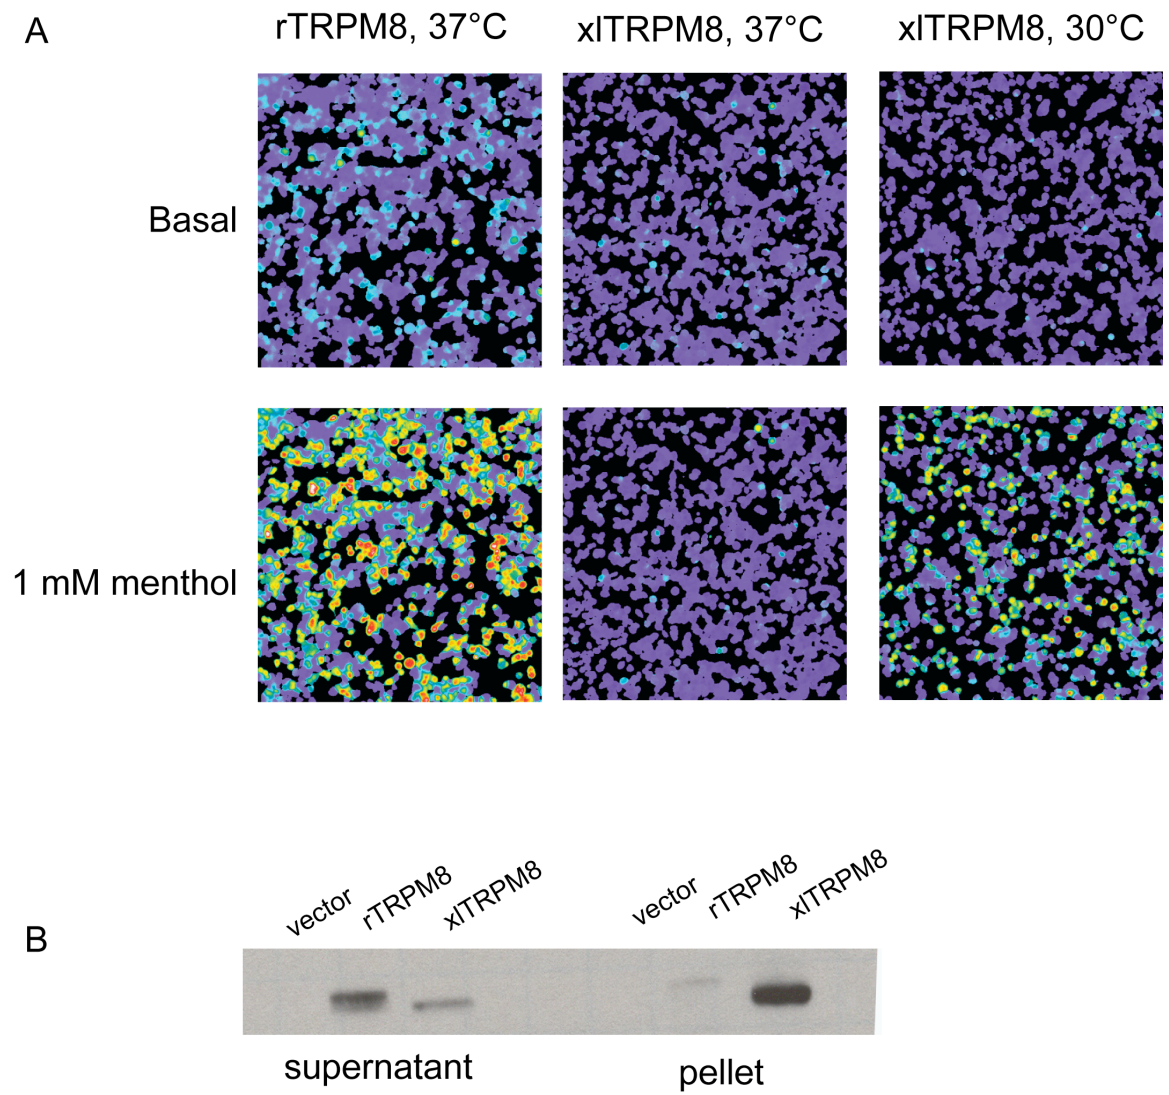 A
rTRPM8, 37°C
xlTRPM8, 37°C
xlTRPM8, 30°C
Basal
1 mM menthol
B
vector
rTRPM8
xlTRPM8
vector
rTRPM8
xlTRPM8
supernatant
pellet